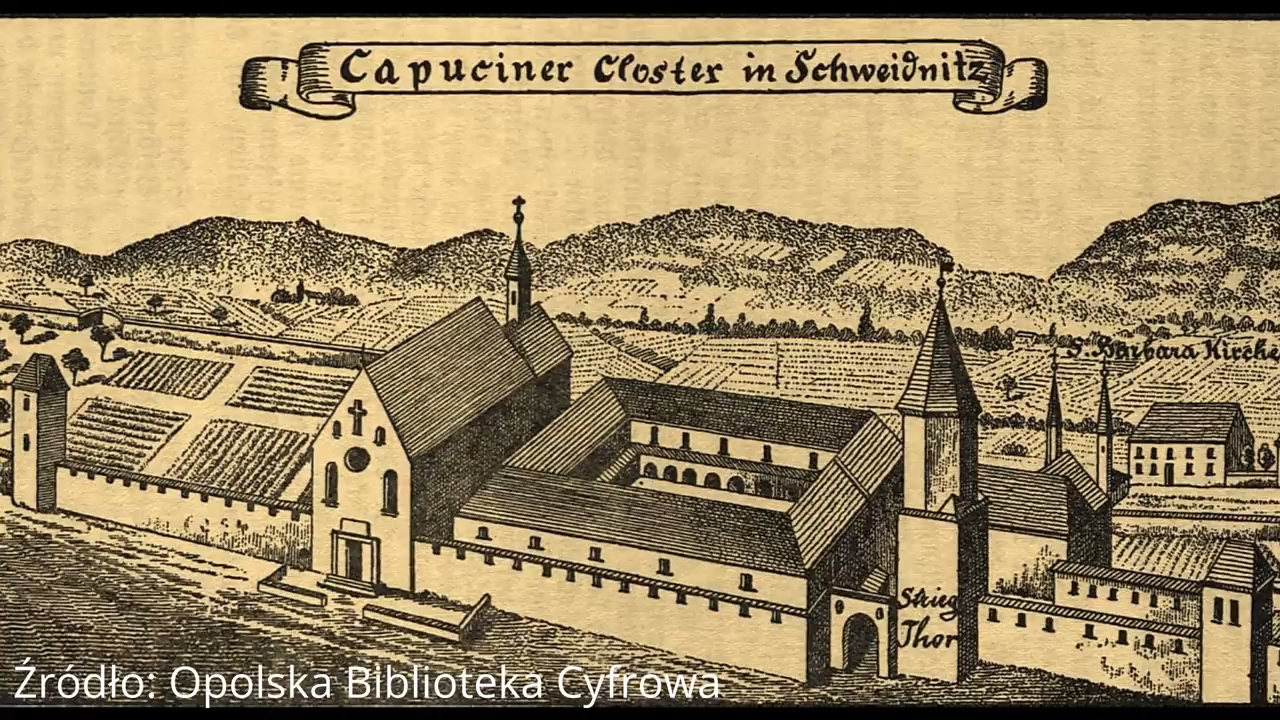 Capuciner Closter in Schweidnitz
S. Barbara Kirche
Strieg
Thor
Źródło: Opolska Biblioteka Cyfrowa